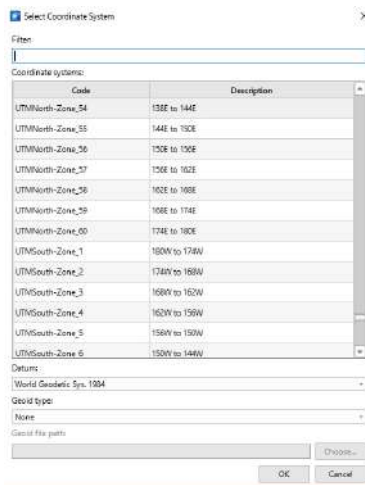 Select Coordinate System
Filter:
Coordinate systems:
Code Description
UTMNorth-Zone_54 138E to 144E
UTMNorth-Zone_55 144E to 150E
UTMNorth-Zone_56 150E to 156E
UTMNorth-Zone_57 156E to 162E
UTMNorth-Zone_58 162E to 168E
UTMNorth-Zone_59 168E to 174E
UTMNorth-Zone_60 174E to 180E
UTMSouth-Zone_1 180W to 174W
UTMSouth-Zone_2 174W to 168W
UTMSouth-Zone_3 168W to 162W
UTMSouth-Zone_4 162W to 156W
UTMSouth-Zone_5 156W to 150W
UTMSouth-Zone_6 150W to 144W
Datum:
World Geodetic Sys. 1984
Geoid type:
None
Geoid file path:
Choose...
OK Cancel